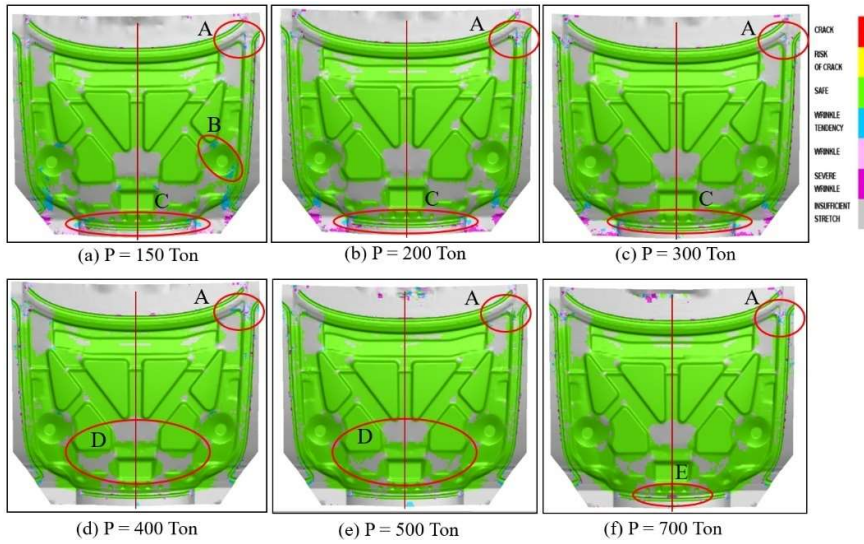 A
B
C
(a) P = 150 Ton
A
C
(b) P = 200 Ton
A
C
(c) P = 300 Ton
CRACK
RISK
OF CRACK
SAFE
WRINKLE
TENDENCY
WRINKLE
SEVERE
WRINKLE
INSUFFICIENT
STRETCH
A
D
(d) P = 400 Ton
A
D
(e) P = 500 Ton
A
E
(f) P = 700 Ton